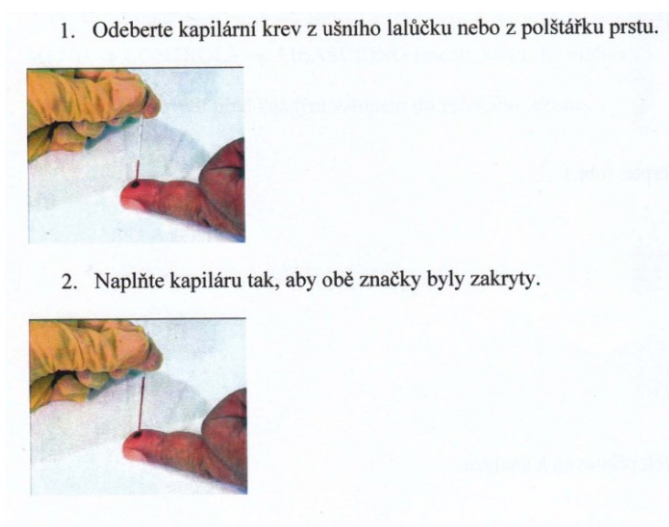 1. Odeberte kapilární krev z ušního lalůčku nebo z polštářku prstu.
2. Naplňte kapiláru tak, aby obě značky byly zakryty.